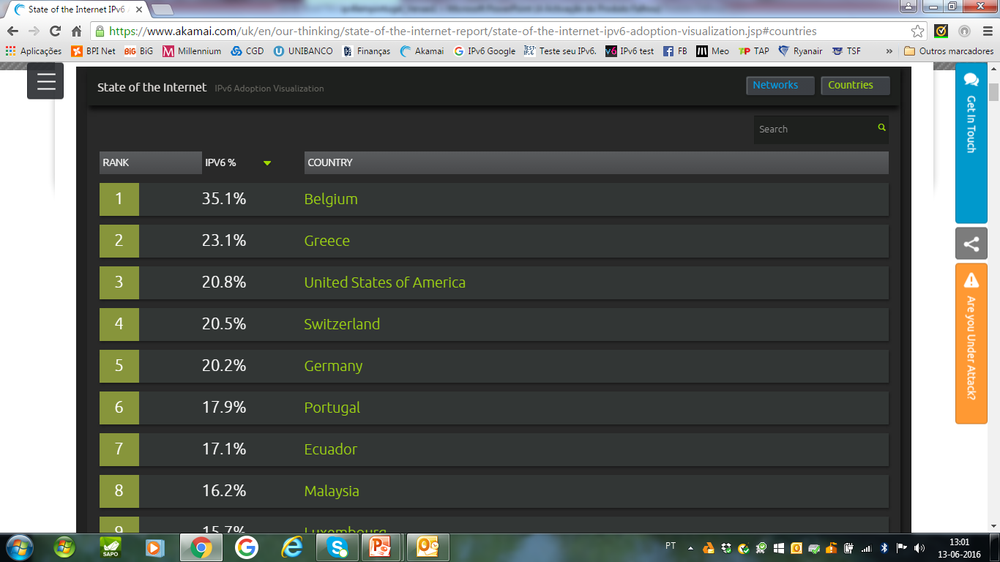 State of the Internet IPv6
https://www.akamai.com/uk/en/our-thinking/state-of-the-internet-report/state-of-the-internet-ipv6-adoption-visualization.jsp#countries
Aplicações BPI Net BiG Millennium CGD UNIBANCO Finanças Akamai IPv6 Google Teste seu IPv6. IPv6 test FB Meo TAP Ryanair TSF » Outros marcadores
State of the Internet IPv6 Adoption Visualization Networks Countries
Search
RANK IPV6 % COUNTRY
1 35.1% Belgium
2 23.1% Greece
3 20.8% United States of America
4 20.5% Switzerland
5 20.2% Germany
6 17.9% Portugal
7 17.1% Ecuador
8 16.2% Malaysia
9 15.7% Luxembourg
Get In Touch
Are you Under Attack?
SAPO
PT
13:01
13-06-2016